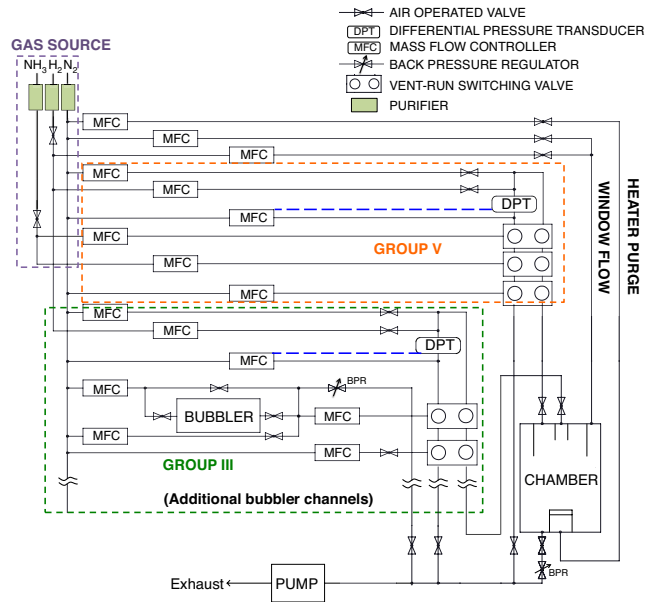 AIR OPERATED VALVE
DPT DIFFERENTIAL PRESSURE TRANSDUCER
MFC MASS FLOW CONTROLLER
BACK PRESSURE REGULATOR
VENT-RUN SWITCHING VALVE
PURIFIER
GAS SOURCE
NH3 H2 N2
MFC
MFC
MFC
MFC
MFC
DPT
MFC
MFC
GROUP V
MFC
MFC
MFC
MFC
DPT
MFC
MFC
BPR
BUBBLER
MFC
MFC
MFC
GROUP III
(Additional bubbler channels)
WINDOW FLOW
HEATER PURGE
CHAMBER
BPR
Exhaust
PUMP